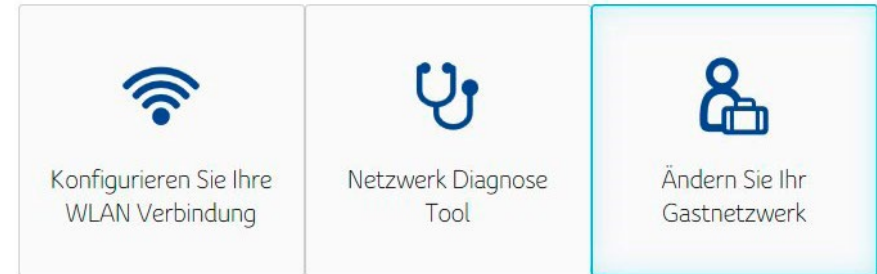 Konfigurieren Sie Ihre
WLAN Verbindung
Netzwerk Diagnose
Tool
Ändern Sie Ihr
Gastnetzwerk